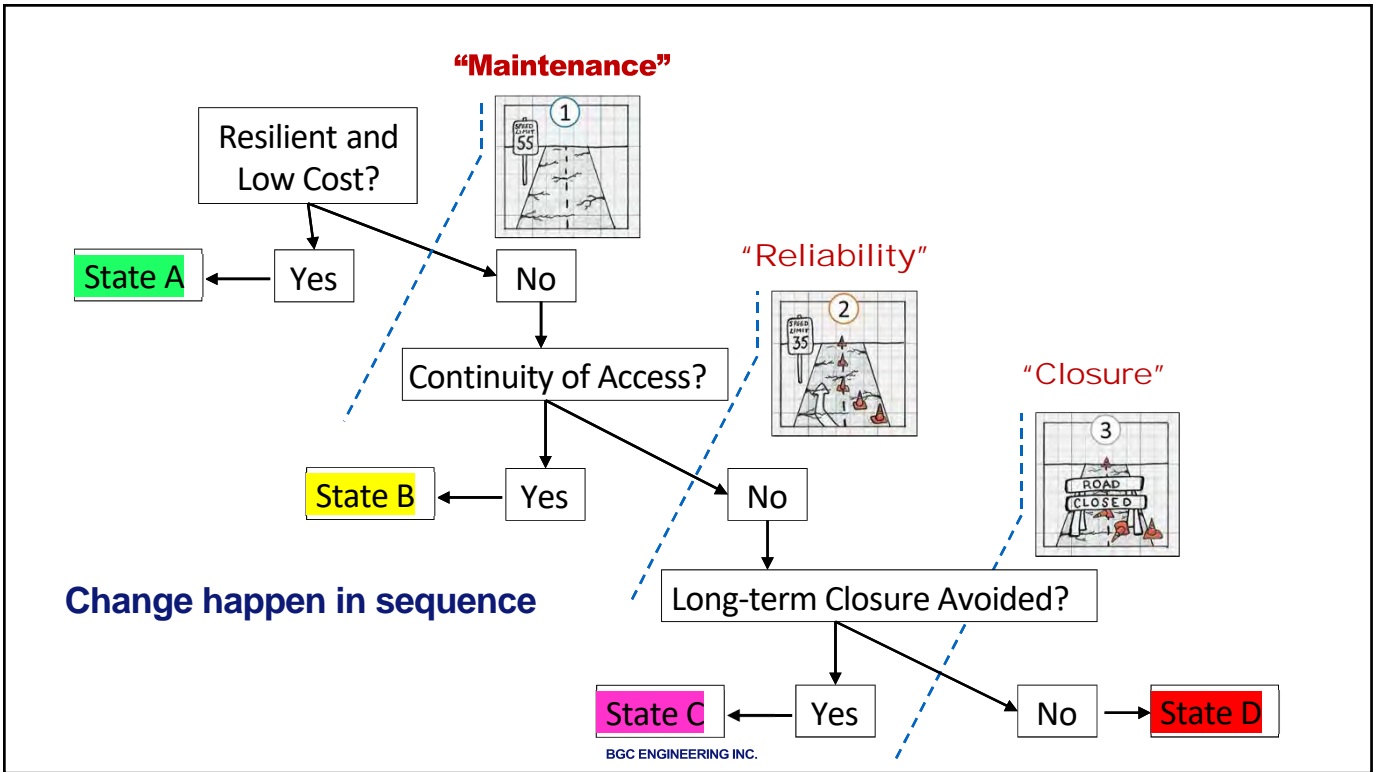 “Maintenance”
1
SPEED
LIMIT
55
Resilient and
Low Cost?
State A
Yes
No
“Reliability”
2
SPEED
LIMIT
35
Continuity of Access?
“Closure”
3
ROAD
CLOSED
State B
Yes
No
Change happen in sequence
Long-term Closure Avoided?
State C
Yes
No
State D
BGC ENGINEERING INC.